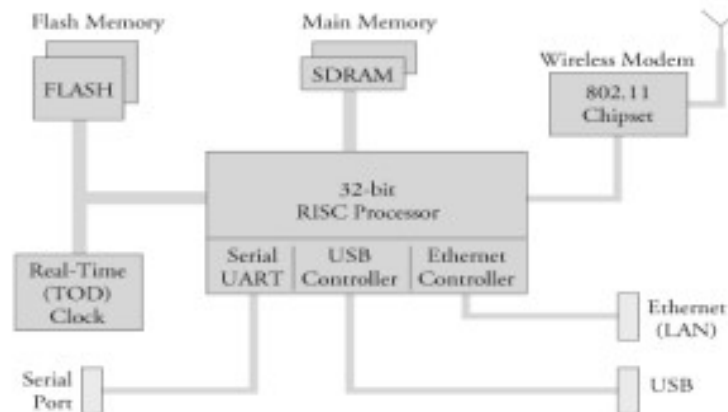 Flash Memory
Main Memory
Wireless Modem
FLASH
SDRAM
802.11
Chipset
32-bit
RISC Processor
Serial
UART
USB
Controller
Ethernet
Controller
Real-Time
(TOD)
Clock
Ethernet
(LAN)
Serial
Port
USB